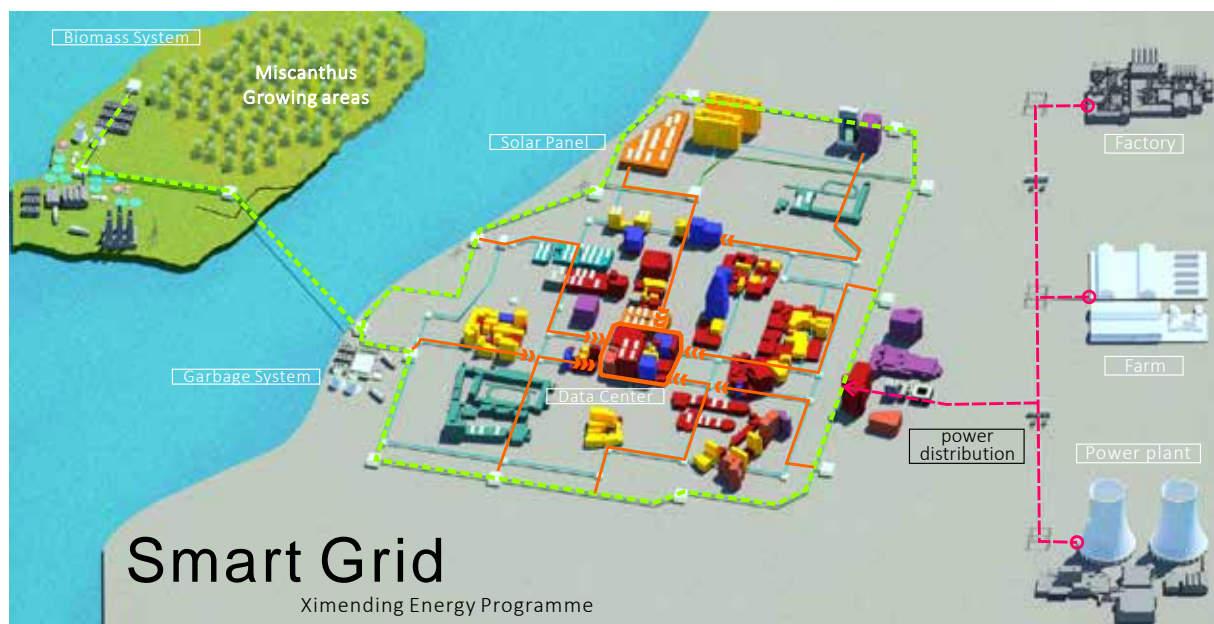 Biomass System
Miscanthus
Growing areas
Solar Panel
Factory
Garbage System
Data Center
Farm
power
distribution
Power plant
Smart Grid
Ximending Energy Programme